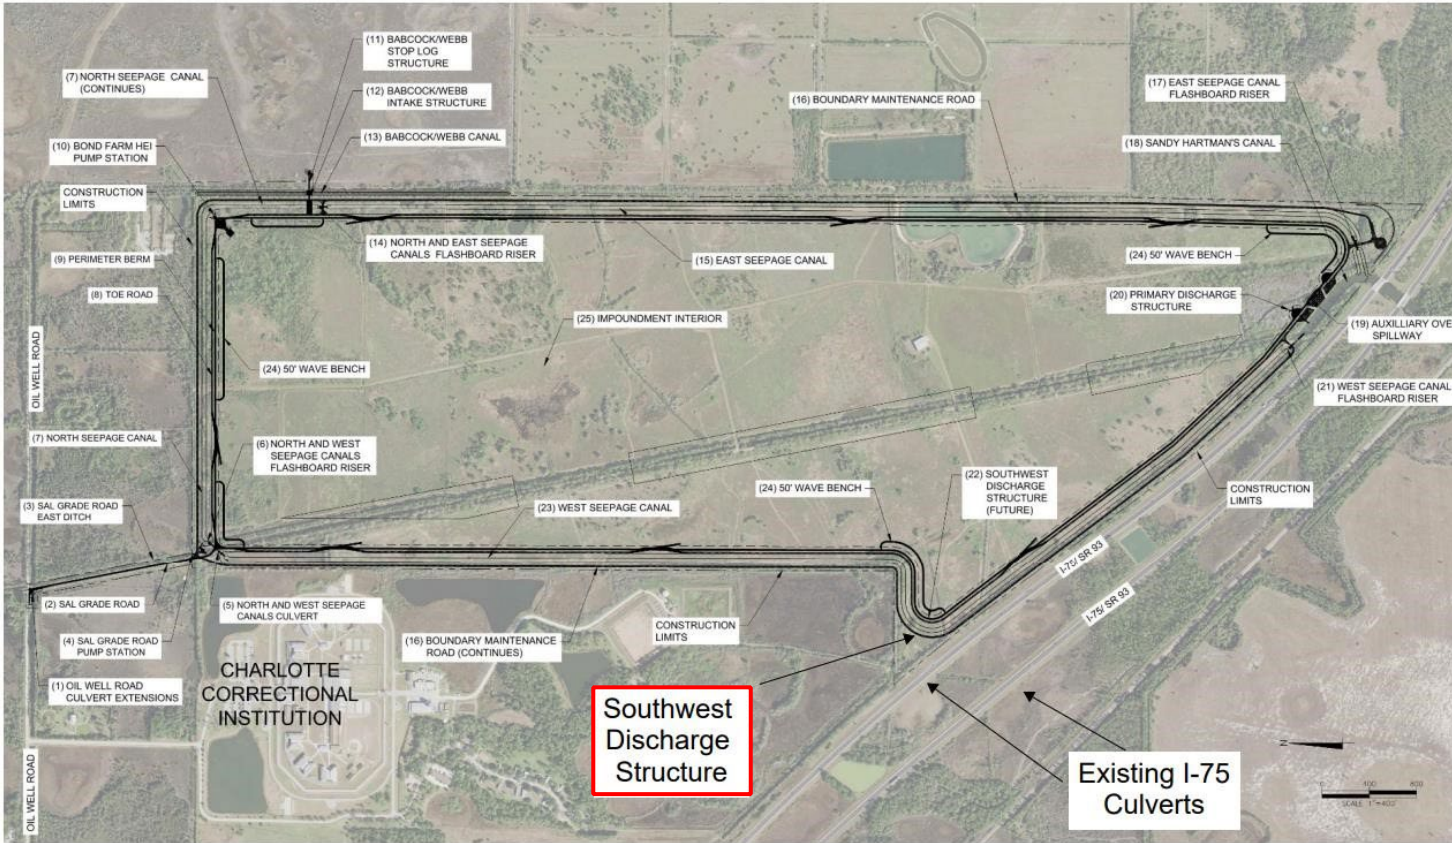 (11) BABCOCK/WEBB
STOP LOG
STRUCTURE
(7) NORTH SEEPAGE CANAL
(CONTINUES)
(12) BABCOCK/WEBB
INTAKE STRUCTURE
(13) BABCOCK/WEBB CANAL
(16) BOUNDARY MAINTENANCE ROAD
(17) EAST SEEPAGE CANAL
FLASHBOARD RISER
(18) SANDY HARTMAN'S CANAL
(10) BOND FARM HEI
PUMP STATION
CONSTRUCTION
LIMITS
(9) PERIMETER BERM
(14) NORTH AND EAST SEEPAGE
CANALS FLASHBOARD RISER
(15) EAST SEEPAGE CANAL
(24) 50' WAVE BENCH
(8) TOE ROAD
(20) PRIMARY DISCHARGE
STRUCTURE
(25) IMPOUNDMENT INTERIOR
(19) AUXILLIARY OVE
SPILLWAY
OIL WELL ROAD
(24) 50' WAVE BENCH
(21) WEST SEEPAGE CANAL
FLASHBOARD RISER
(7) NORTH SEEPAGE CANAL
(6) NORTH AND WEST
SEEPAGE CANALS
FLASHBOARD RISER
(24) 50' WAVE BENCH
(22) SOUTHWEST
DISCHARGE
STRUCTURE
(FUTURE)
CONSTRUCTION
LIMITS
(3) SAL GRADE ROAD
EAST DITCH
(23) WEST SEEPAGE CANAL
I-75/ SR 93
I-75/ SR 93
(2) SAL GRADE ROAD
(5) NORTH AND WEST SEEPAGE
CANALS CULVERT
(4) SAL GRADE ROAD
PUMP STATION
(16) BOUNDARY MAINTENANCE
ROAD (CONTINUES)
CONSTRUCTION
LIMITS
(1) OIL WELL ROAD
CULVERT EXTENSIONS
CHARLOTTE
CORRECTIONAL
INSTITUTION
OIL WELL ROAD
Southwest
Discharge
Structure
Existing I-75
Culverts
N
0 400 800
SCALE 1"=400'